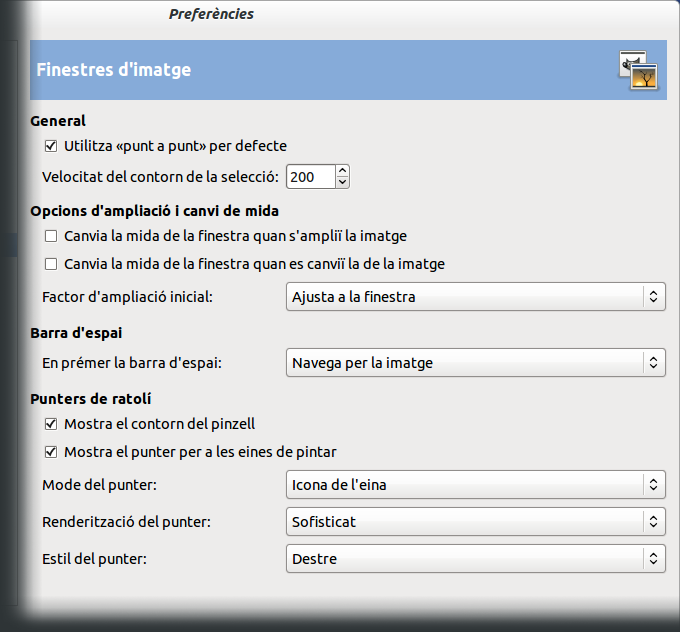 Preferències
Finestres d'imatge
General
Utilitza «punt a punt» per defecte
Velocitat del contorn de la selecció: 200
Opcions d'ampliació i canvi de mida
Canvia la mida de la finestra quan s'ampliï la imatge
Canvia la mida de la finestra quan es canviï la de la imatge
Factor d'ampliació inicial: Ajusta a la finestra
Barra d'espai
En prémer la barra d'espai: Navega per la imatge
Punters de ratolí
Mostra el contorn del pinzell
Mostra el punter per a les eines de pintar
Mode del punter: Icona de l'eina
Renderització del punter: Sofisticat
Estil del punter: Destre